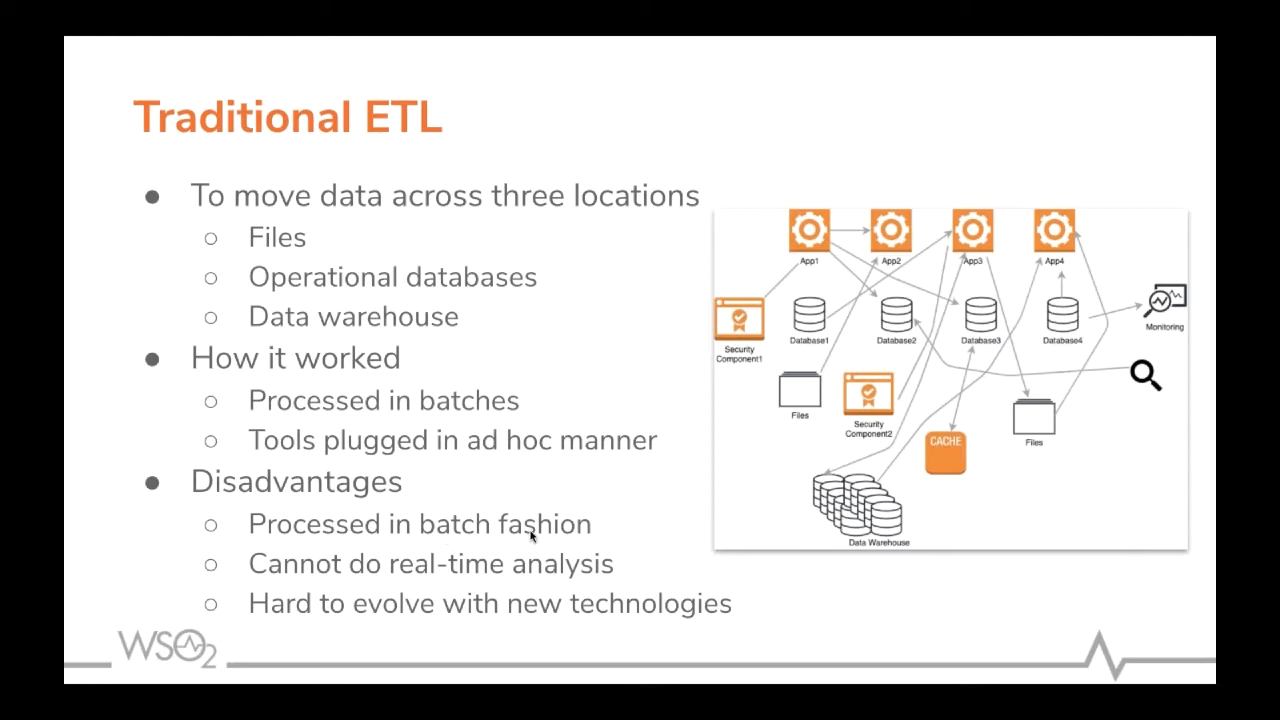 Traditional ETL
● To move data across three locations
○ Files
○ Operational databases
○ Data warehouse
● How it worked
○ Processed in batches
○ Tools plugged in ad hoc manner
● Disadvantages
○ Processed in batch fashion
○ Cannot do real-time analysis
○ Hard to evolve with new technologies
App1
App2
App3
App4
Security
Component1
Database1
Database2
Database3
Database4
Monitoring
Files
Security
Component2
CACHE
Files
Data Warehouse
WSO2